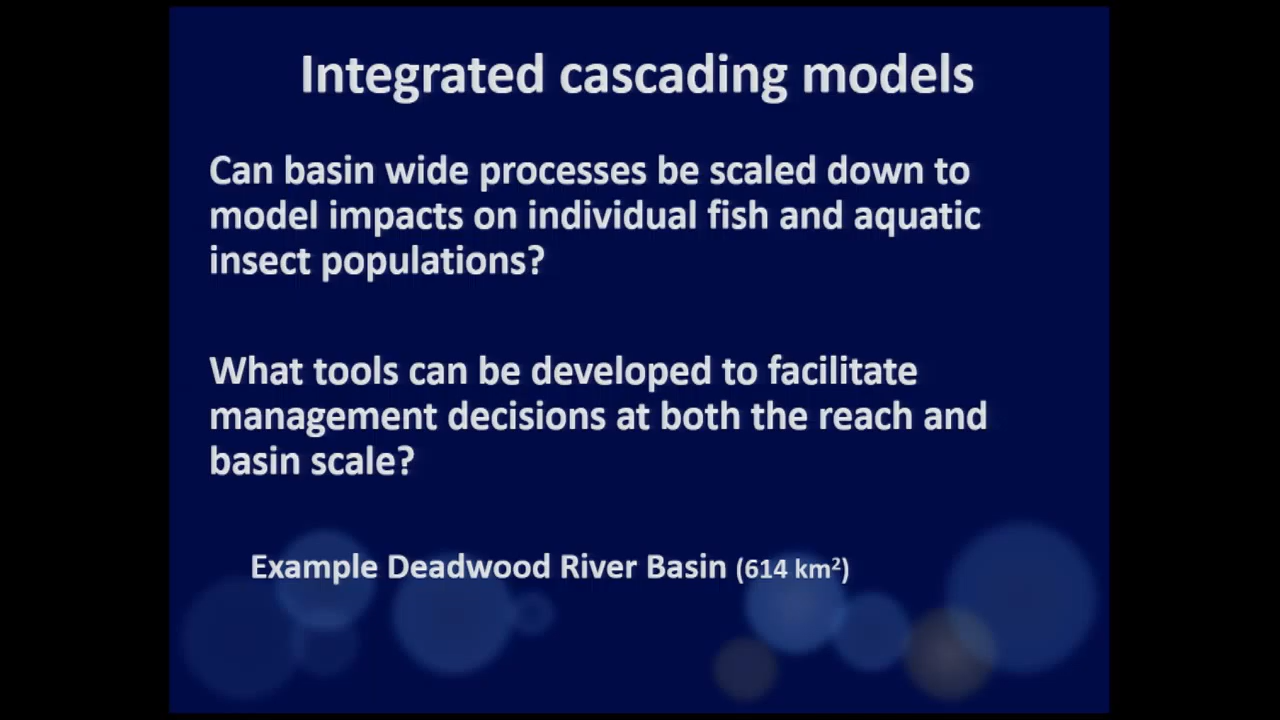 Integrated cascading models
Can basin wide processes be scaled down to
model impacts on individual fish and aquatic
insect populations?
What tools can be developed to facilitate
management decisions at both the reach and
basin scale?
Example Deadwood River Basin (614 km²)